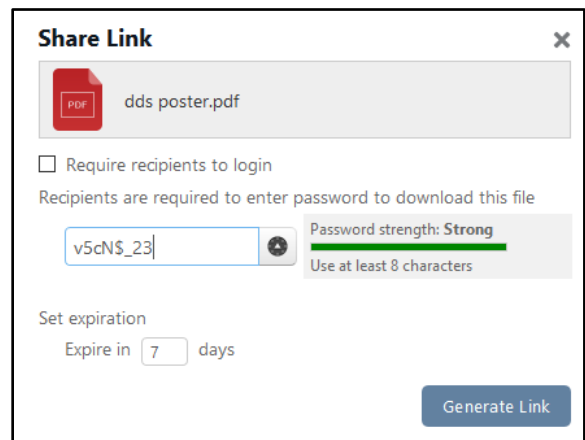 Share Link
PDF
dds poster.pdf
Require recipients to login
Recipients are required to enter password to download this file
v5cN$_23
Password strength: Strong
Use at least 8 characters
Set expiration
Expire in 7 days
Generate Link